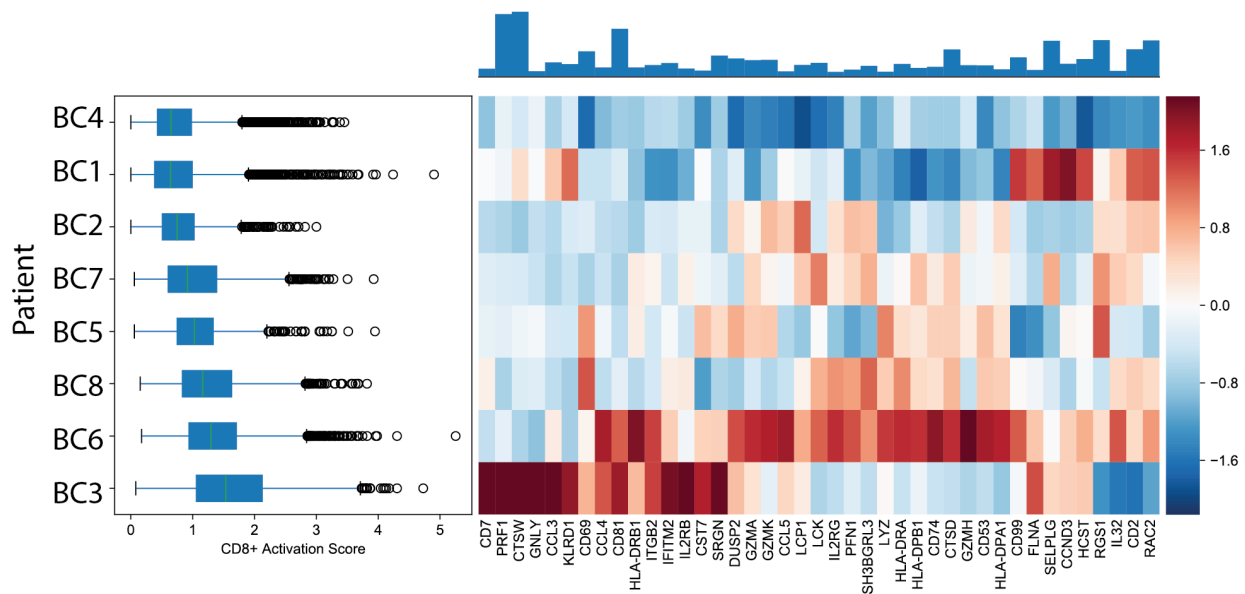 Patient
BC4
BC1
BC2
BC7
BC5
BC8
BC6
BC3
0 1 2 3 4 5
CD8+ Activation Score
CD7
PRF1
CTSW
GNLY
CCL3
KLRD1
CD69
CCL4
CD81
HLA-DRB1
ITGB2
IFITM2
IL2RB
CST7
SRGN
DUSP2
GZMA
GZMK
CCL5
LCP1
LCK
IL2RG
PFN1
SH3BGRL3
LYZ
HLA-DRA
HLA-DPB1
CD74
CTSD
GZMH
CD53
HLA-DPA1
CD99
FLNA
SELPLG
CCND3
HCST
RGS1
IL32
CD2
RAC2
1.6
0.8
0.0
−0.8
−1.6